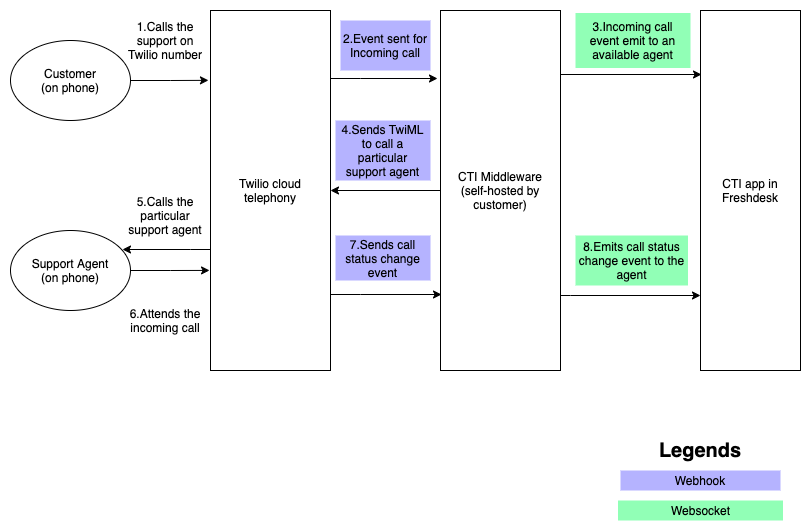 1.Calls the
support on
Twilio number
2.Event sent for
Incoming call
3.Incoming call
event emit to an
available agent
Customer
(on phone)
4.Sends TwiML
to call a
particular
support agent
Twilio cloud
telephony
CTI Middleware
(self-hosted by
customer)
CTI app in
Freshdesk
5.Calls the
particular
support agent
7.Sends call
status change
event
8.Emits call status
change event to the
agent
Support Agent
(on phone)
6.Attends the
incoming call
Legends
Webhook
Websocket